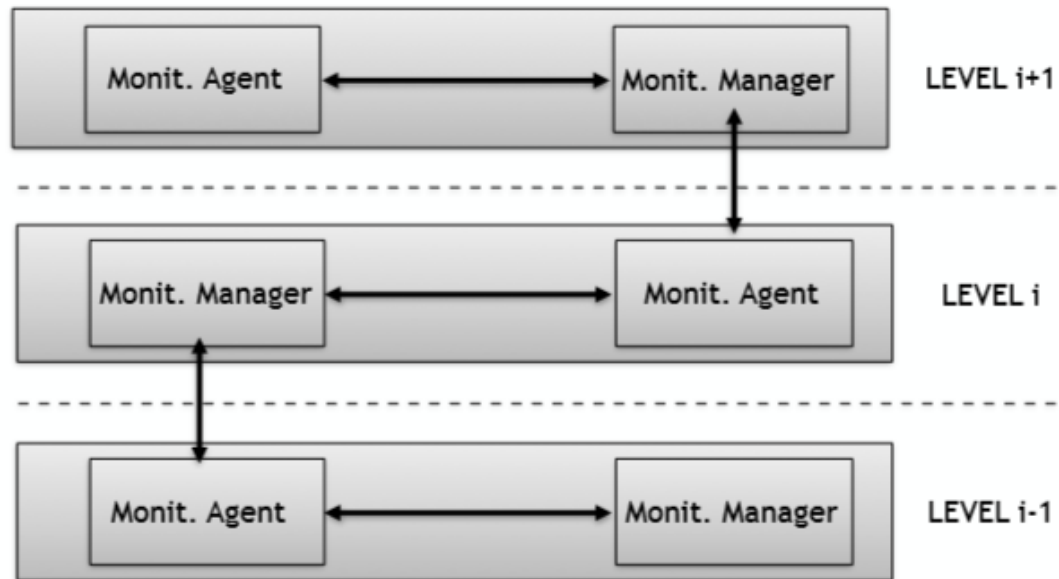 Monit. Agent
Monit. Manager
LEVEL i+1
Monit. Manager
Monit. Agent
LEVEL i
Monit. Agent
Monit. Manager
LEVEL i-1